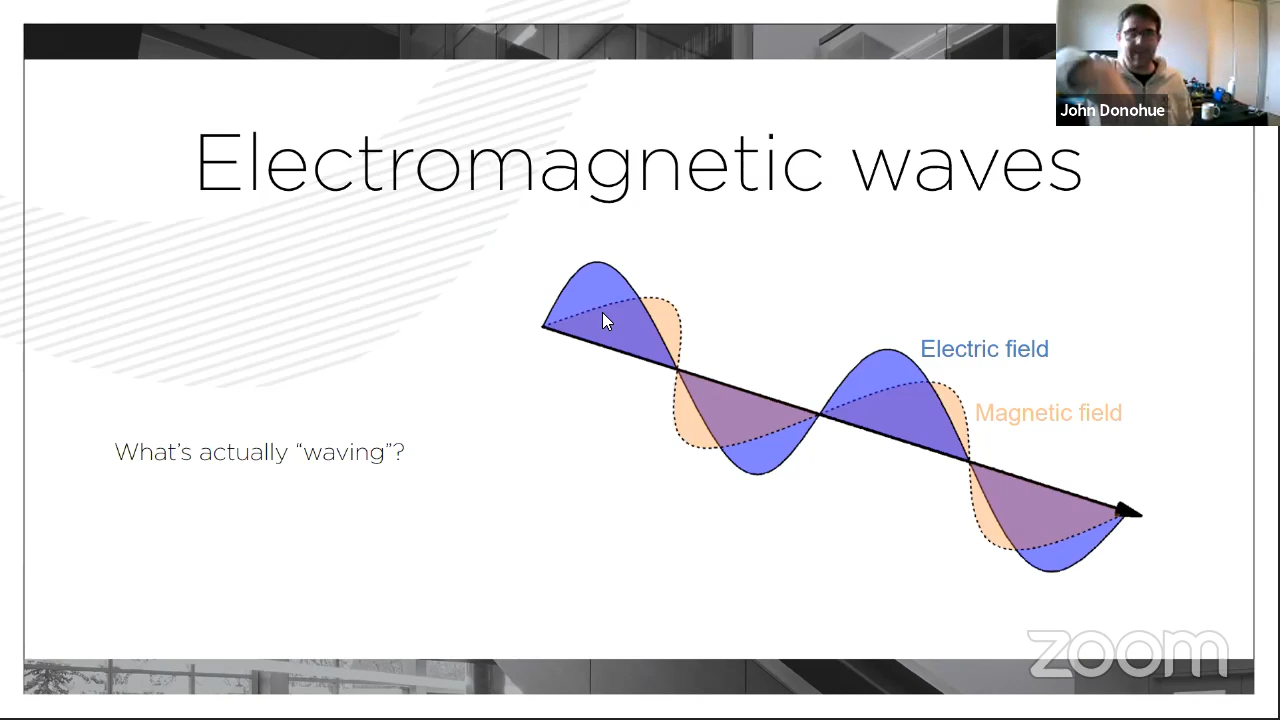 John Donohue
Electromagnetic waves
Electric field
Magnetic field
What's actually “waving”?
zoom